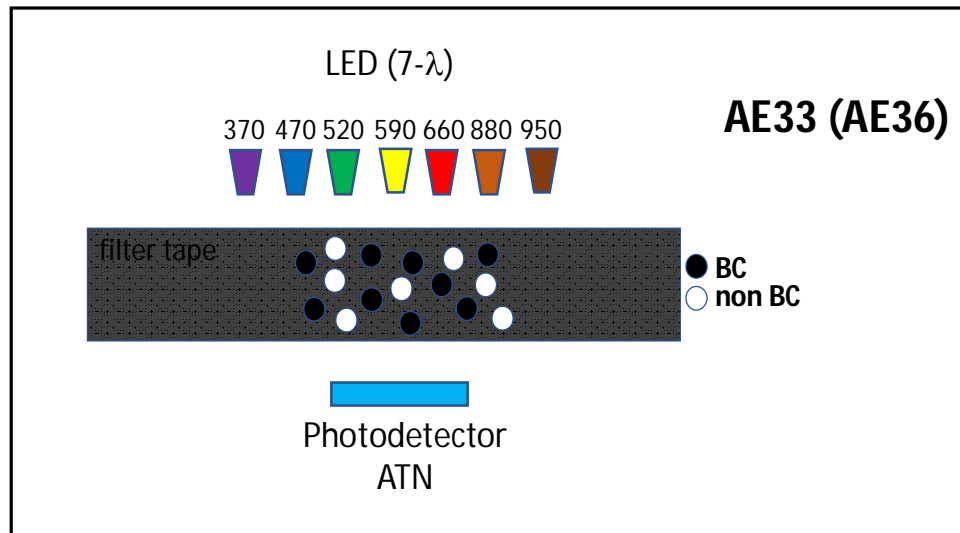 LED (7-λ)
AE33 (AE36)
370 470 520 590 660 880 950
filter tape
BC
non BC
Photodetector
ATN